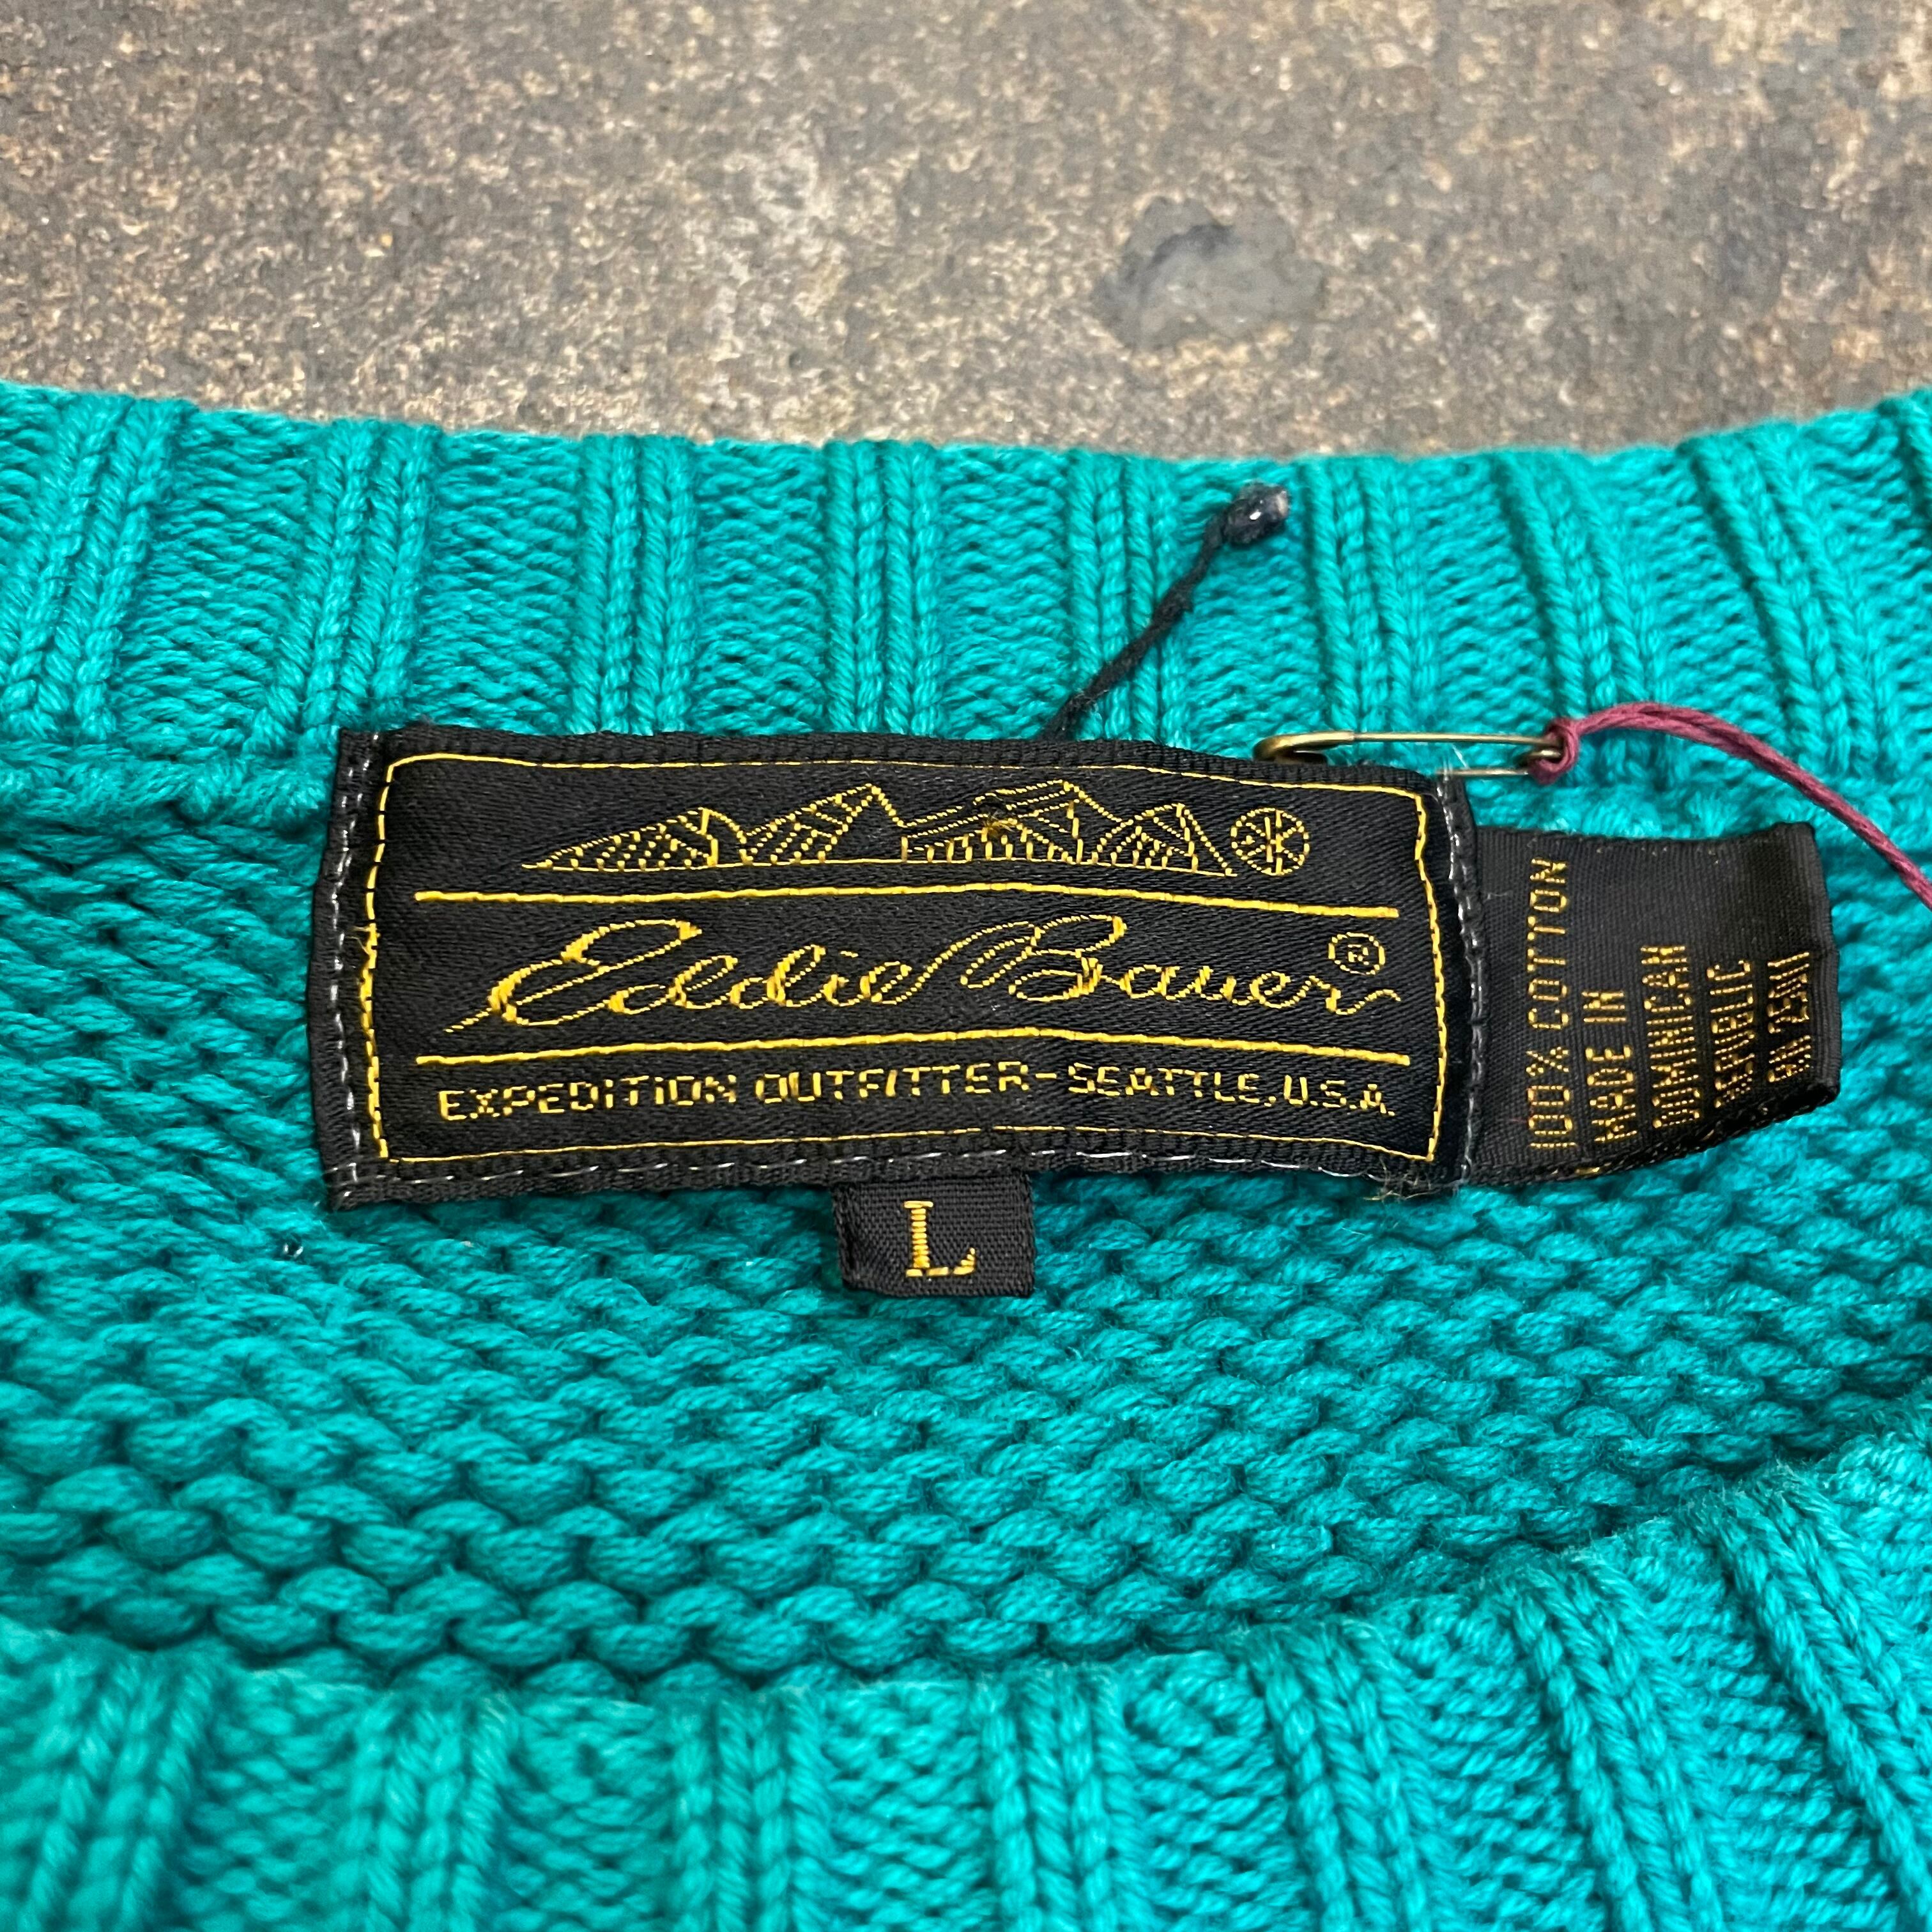 Eddie Bauer®
EXPEDITION OUTFITTER-SEATTLE, U.S.A.
L
100% COTTON
MADE IN
DOMINICAN
REPUBLIC